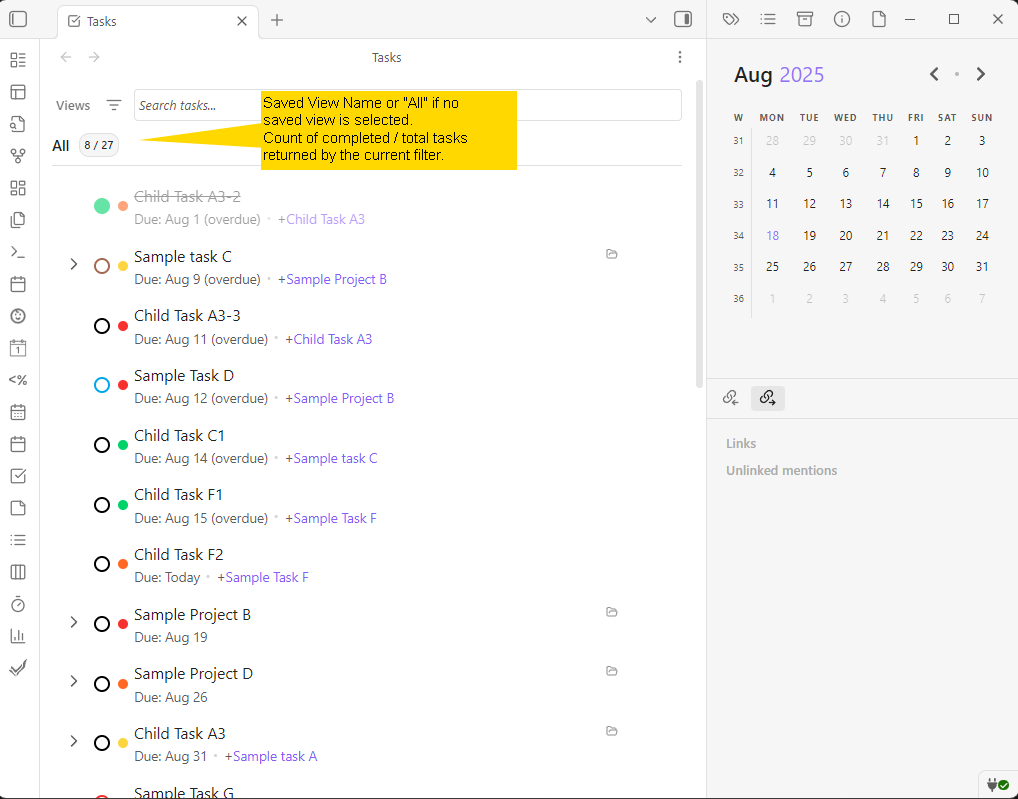 Tasks
Tasks
Views
Search tasks...
Saved View Name or "All" if no
saved view is selected.
Count of completed / total tasks
returned by the current filter.
All 8 / 27
Child Task A3-2
Due: Aug 1 (overdue) • +Child Task A3
Sample task C
Due: Aug 9 (overdue) • +Sample Project B
Child Task A3-3
Due: Aug 11 (overdue) • +Child Task A3
Sample Task D
Due: Aug 12 (overdue) • +Sample Project B
Child Task C1
Due: Aug 14 (overdue) • +Sample task C
Child Task F1
Due: Aug 15 (overdue) • +Sample Task F
Child Task F2
Due: Today • +Sample Task F
Sample Project B
Due: Aug 19
Sample Project D
Due: Aug 26
Child Task A3
Due: Aug 31 • +Sample task A
Sample Task G
1
<%
Aug 2025
W MON TUE WED THU FRI SAT SUN
31 28 29 30 31 1 2 3
32 4 5 6 7 8 9 10
33 11 12 13 14 15 16 17
34 18 19 20 21 22 23 24
35 25 26 27 28 29 30 31
36 1 2 3 4 5 6 7
Links
Unlinked mentions